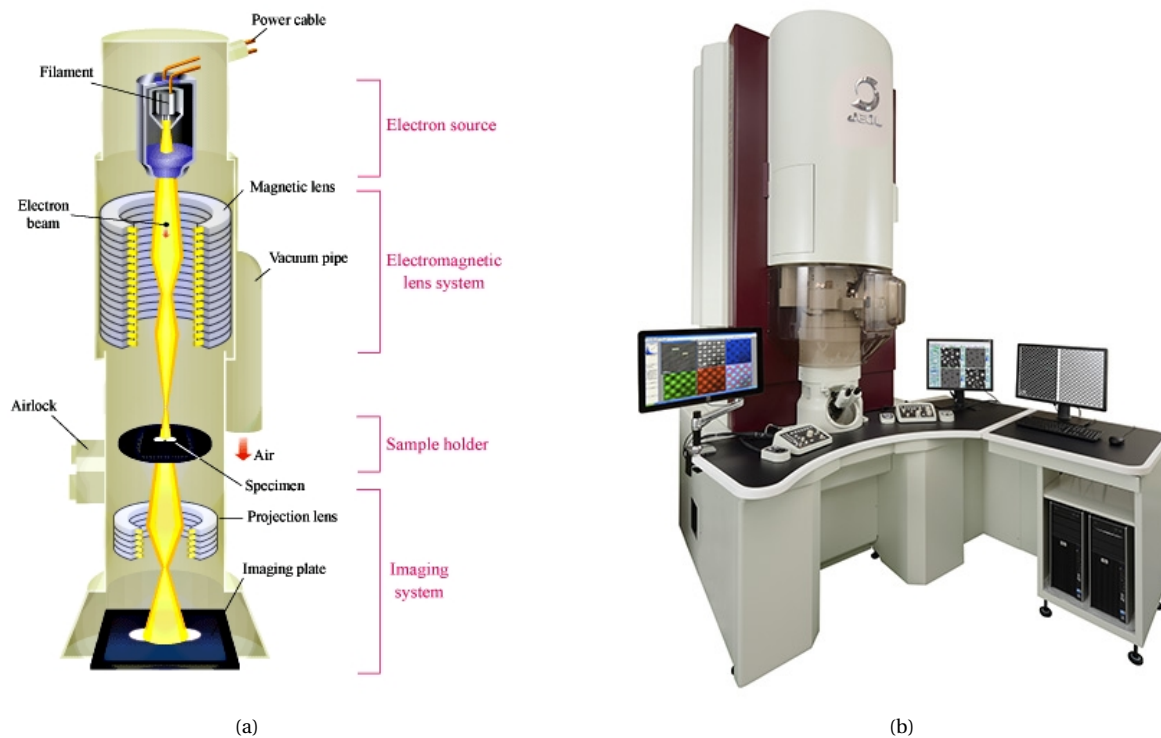 Power cable
Filament
Electron source
Magnetic lens
Electron
beam
Vacuum pipe
Electromagnetic
lens system
Airlock
Air
Sample holder
Specimen
Projection lens
Imaging plate
Imaging
system
JEOL
(a)
(b)